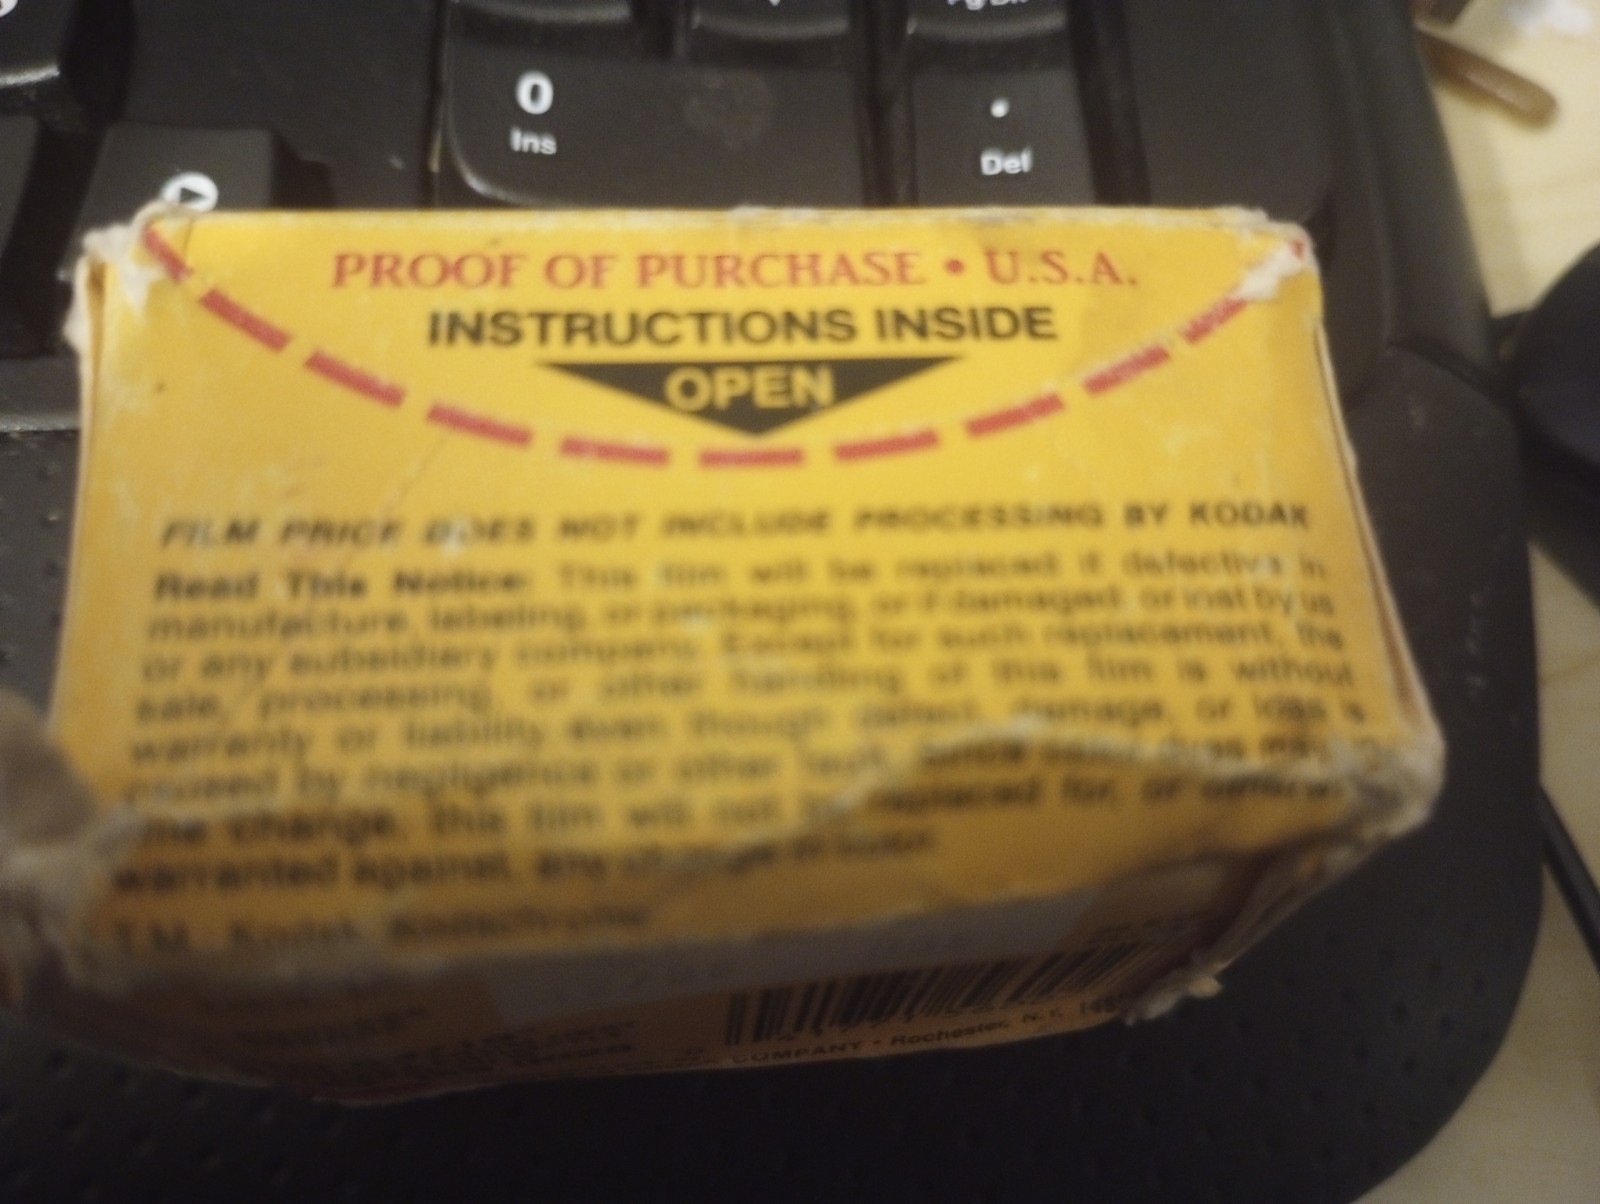 0
Ins
Del
PROOF OF PURCHASE • U.S.A.
INSTRUCTIONS INSIDE
OPEN
FILM PRICE DOES NOT INCLUDE PROCESSING BY KODAK
Read This Notice: This film will be replaced if defective in
manufacture, labeling, or packaging, or if damaged or lost by us
or any subsidiary company. Except for such replacement, the
sale, processing, or other handling of this film is without
warranty or liability even though defect, damage, or loss is
caused by negligence or other
change, this film will not be replaced for, or
warranted against, any change in color.
T.M. Kodak
COMPANY • Rochester, N.Y.